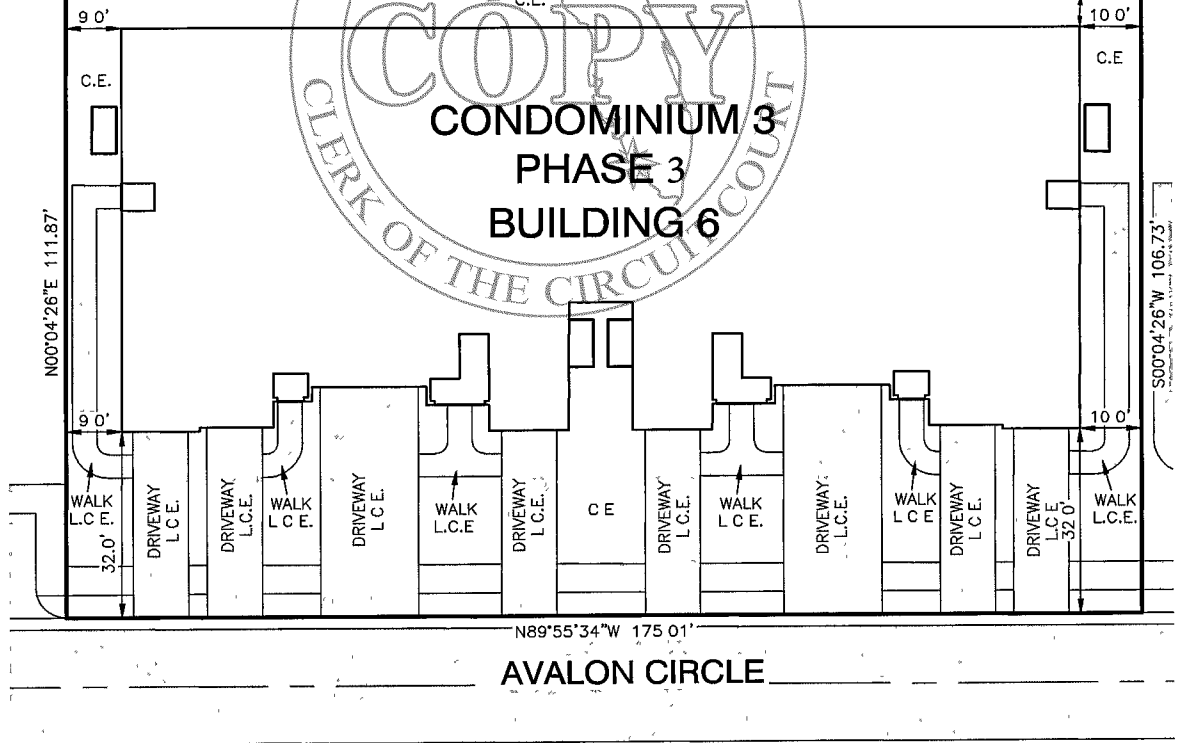 C.E.
9 0'
10 0'
C.E.
C.E
COPY
CLERK OF THE CIRCUIT COURT
CONDOMINIUM 3
PHASE 3
BUILDING 6
N00°04'26"E 111.87'
S00°04'26"W 106.73'
9 0'
10 0'
WALK
L.C E.
DRIVEWAY
L C E.
DRIVEWAY
L.C.E.
WALK
L C E.
DRIVEWAY
L C E.
WALK
L.C.E
DRIVEWAY
L.C.E.
C E
DRIVEWAY
L C E.
WALK
L C E.
DRIVEWAY
L.C.E.
WALK
L C E
DRIVEWAY
L C E.
DRIVEWAY
L.C E
WALK
L.C.E.
32.0'
32 0'
N89°55'34"W 175 01'
AVALON CIRCLE